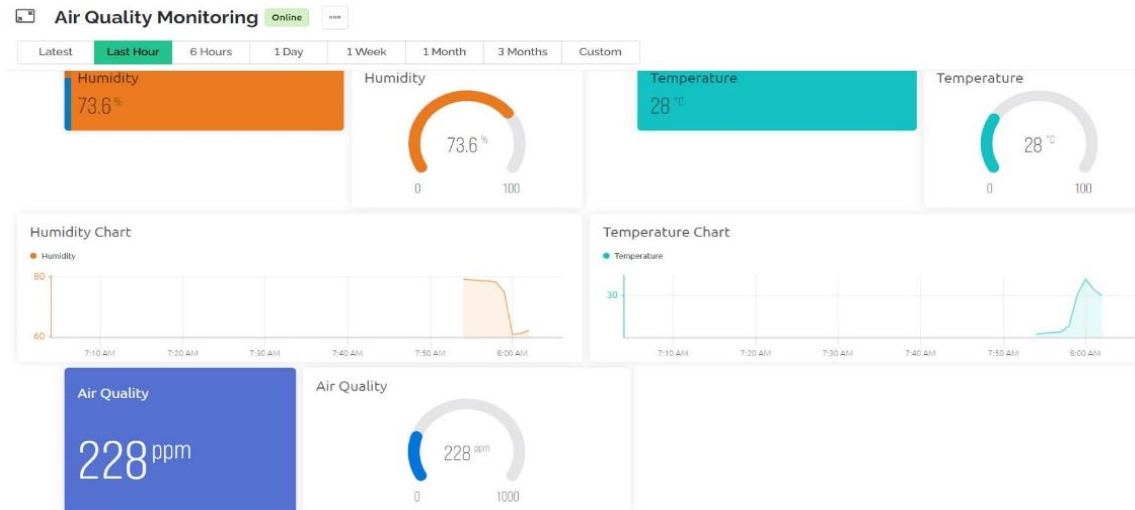 Air Quality Monitoring Online
Latest Last Hour 6 Hours 1 Day 1 Week 1 Month 3 Months Custom
Humidity
73.6 %
Humidity
73.6 %
0 100
Temperature
28 °C
Temperature
28 °C
0 100
Humidity Chart
Humidity
80
60
7:10 AM 7:20 AM 7:30 AM 7:40 AM 7:50 AM 8:00 AM
Temperature Chart
Temperature
30
7:10 AM 7:20 AM 7:30 AM 7:40 AM 7:50 AM 8:00 AM
Air Quality
228 ppm
Air Quality
228 ppm
0 1000